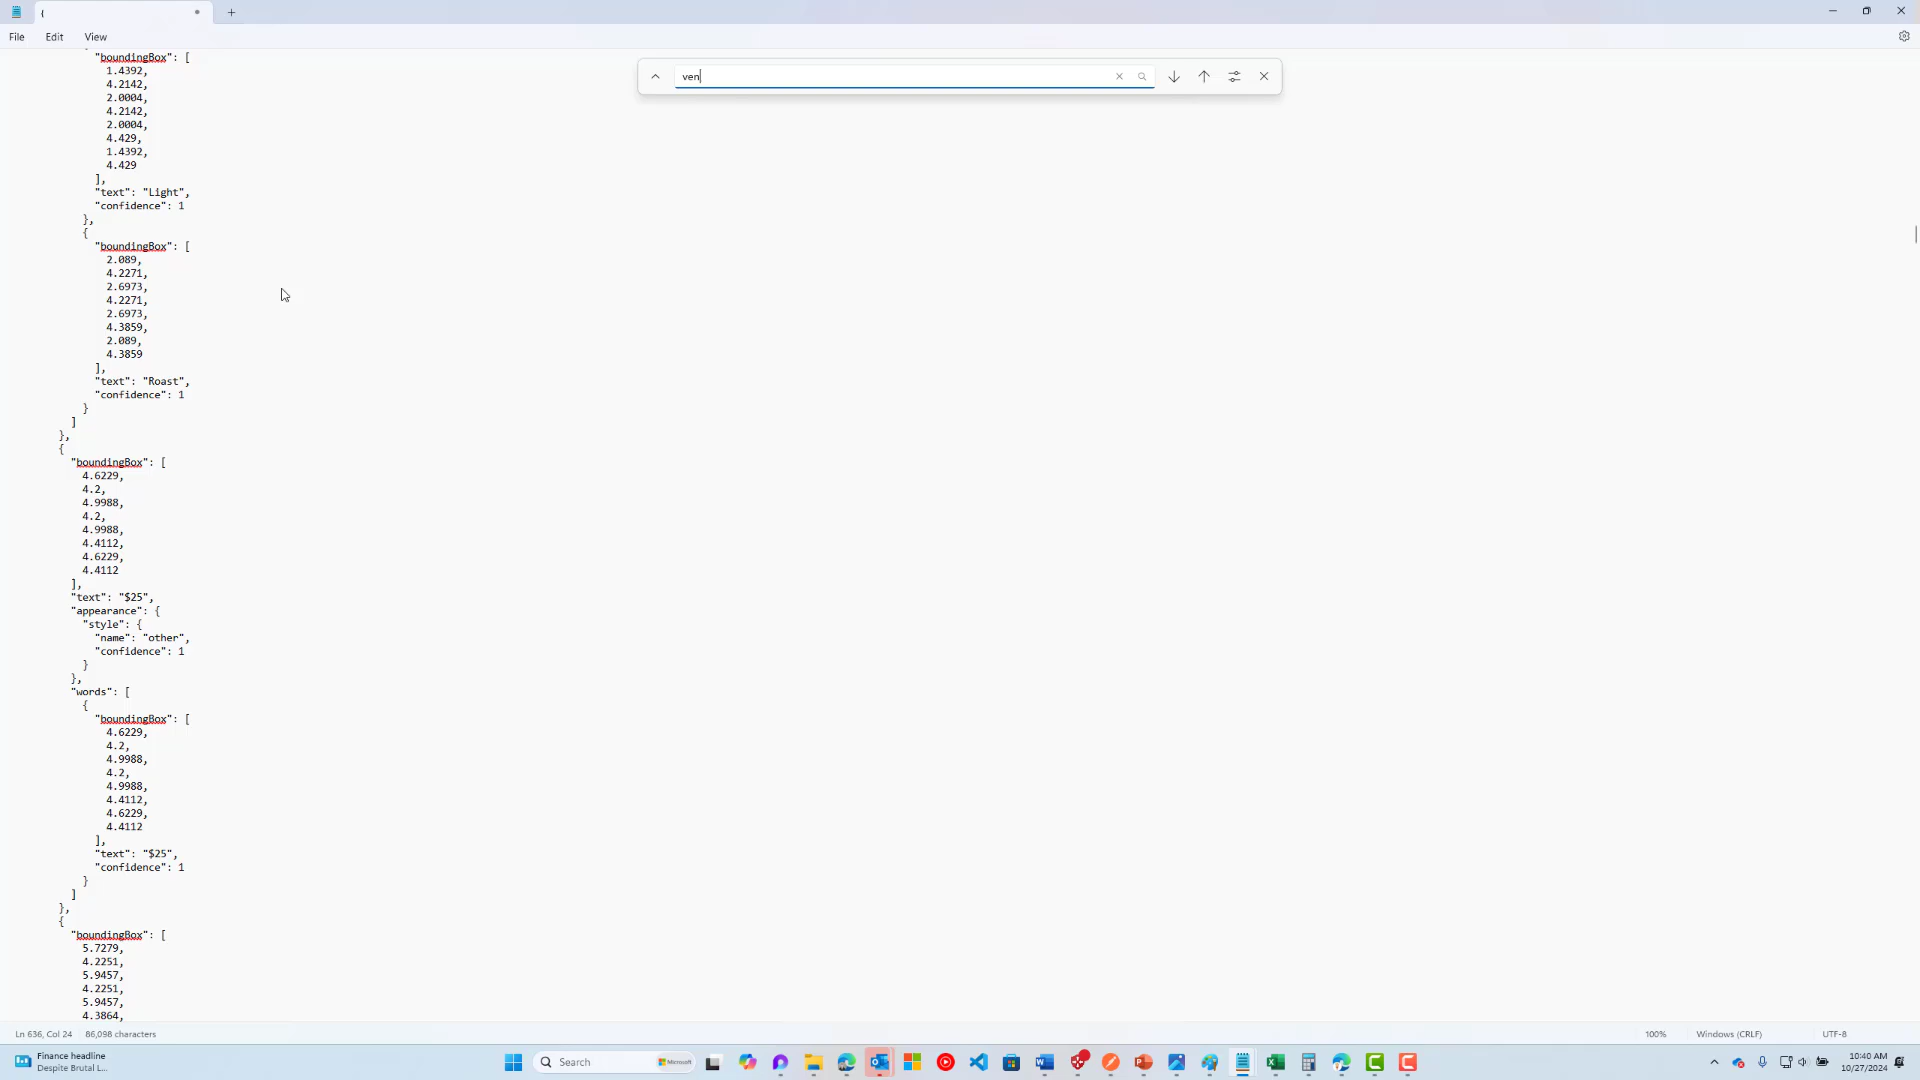 {
File
Edit
View
ven
"boundingBox": [
1.4392,
4.2142,
2.0004,
4.2142,
2.0004,
4.429,
1.4392,
4.429
],
"text": "Light",
"confidence": 1
},
{
"boundingBox": [
2.089,
4.2271,
2.6973,
4.2271,
2.6973,
4.3859,
2.089,
4.3859
],
"text": "Roast",
"confidence": 1
}
]
},
{
"boundingBox": [
4.6229,
4.2,
4.9988,
4.2,
4.9988,
4.4112,
4.6229,
4.4112
],
"text": "$25",
"appearance": {
"style": {
"name": "other",
"confidence": 1
}
},
"words": [
{
"boundingBox": [
4.6229,
4.2,
4.9988,
4.2,
4.9988,
4.4112,
4.6229,
4.4112
],
"text": "$25",
"confidence": 1
}
]
},
{
"boundingBox": [
5.7279,
4.2251,
5.9457,
4.2251,
5.9457,
4.3864,
Ln 636, Col 24
86,098 characters
100%
Windows (CRLF)
UTF-8
Finance headline
Despite Brutal L...
Search
Microsoft
10:40 AM
10/27/2024